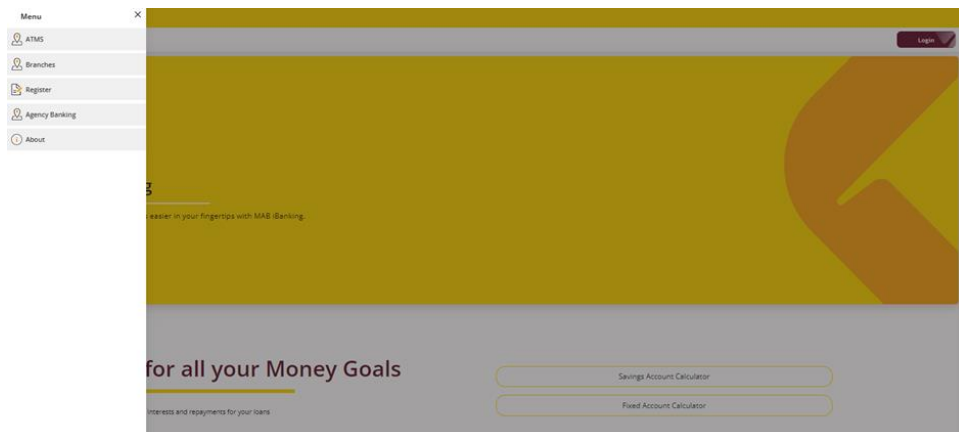 Menu
ATMS
Branches
Register
Agency Banking
About
Login
g
easier in your fingertips with MAB iBanking.
for all your Money Goals
interests and repayments for your loans
Savings Account Calculator
Fixed Account Calculator